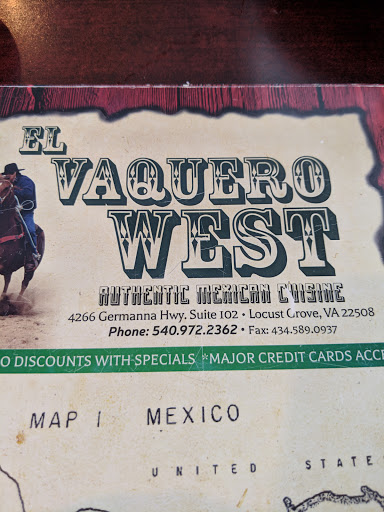 EL
VAQUERO
WEST
AUTHENTIC MEXICAN CUISINE
4266 Germanna Hwy. Suite 102 • Locust Grove, VA 22508
Phone: 540.972.2362 • Fax: 434.589.0937
O DISCOUNTS WITH SPECIALS *MAJOR CREDIT CARDS ACCE
MAP 1 MEXICO
UNITED STATE